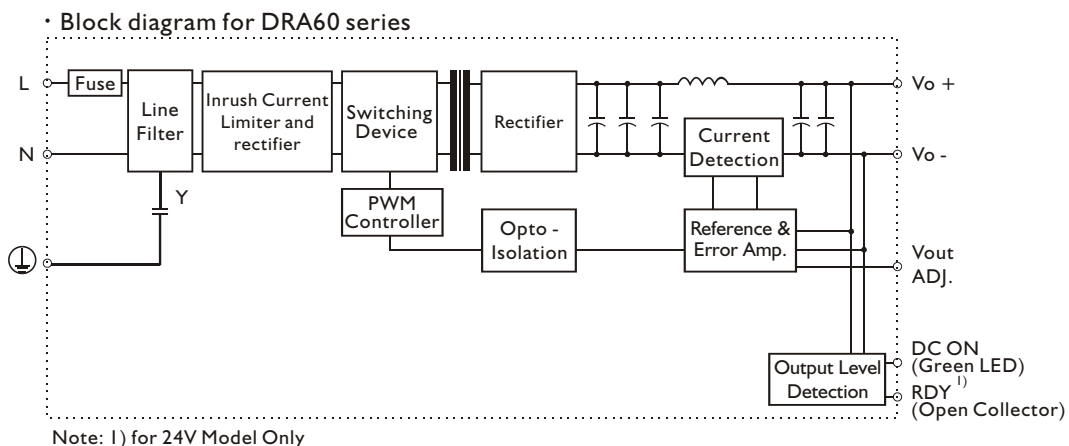 · Block diagram for DRA60 series
L
Fuse
Line
Filter
Inrush Current
Limiter and
rectifier
Switching
Device
Rectifier
Current
Detection
Vo +
N
Vo -
Y
PWM
Controller
Opto -
Isolation
Reference &
Error Amp.
Vout
ADJ.
Output Level
Detection
DC ON
(Green LED)
RDY 1)
(Open Collector)
Note: 1) for 24V Model Only